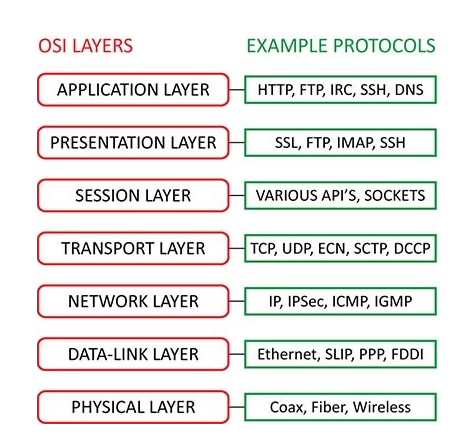 OSI LAYERS EXAMPLE PROTOCOLS
APPLICATION LAYER HTTP, FTP, IRC, SSH, DNS
PRESENTATION LAYER SSL, FTP, IMAP, SSH
SESSION LAYER VARIOUS API'S, SOCKETS
TRANSPORT LAYER TCP, UDP, ECN, SCTP, DCCP
NETWORK LAYER IP, IPSec, ICMP, IGMP
DATA-LINK LAYER Ethernet, SLIP, PPP, FDDI
PHYSICAL LAYER Coax, Fiber, Wireless